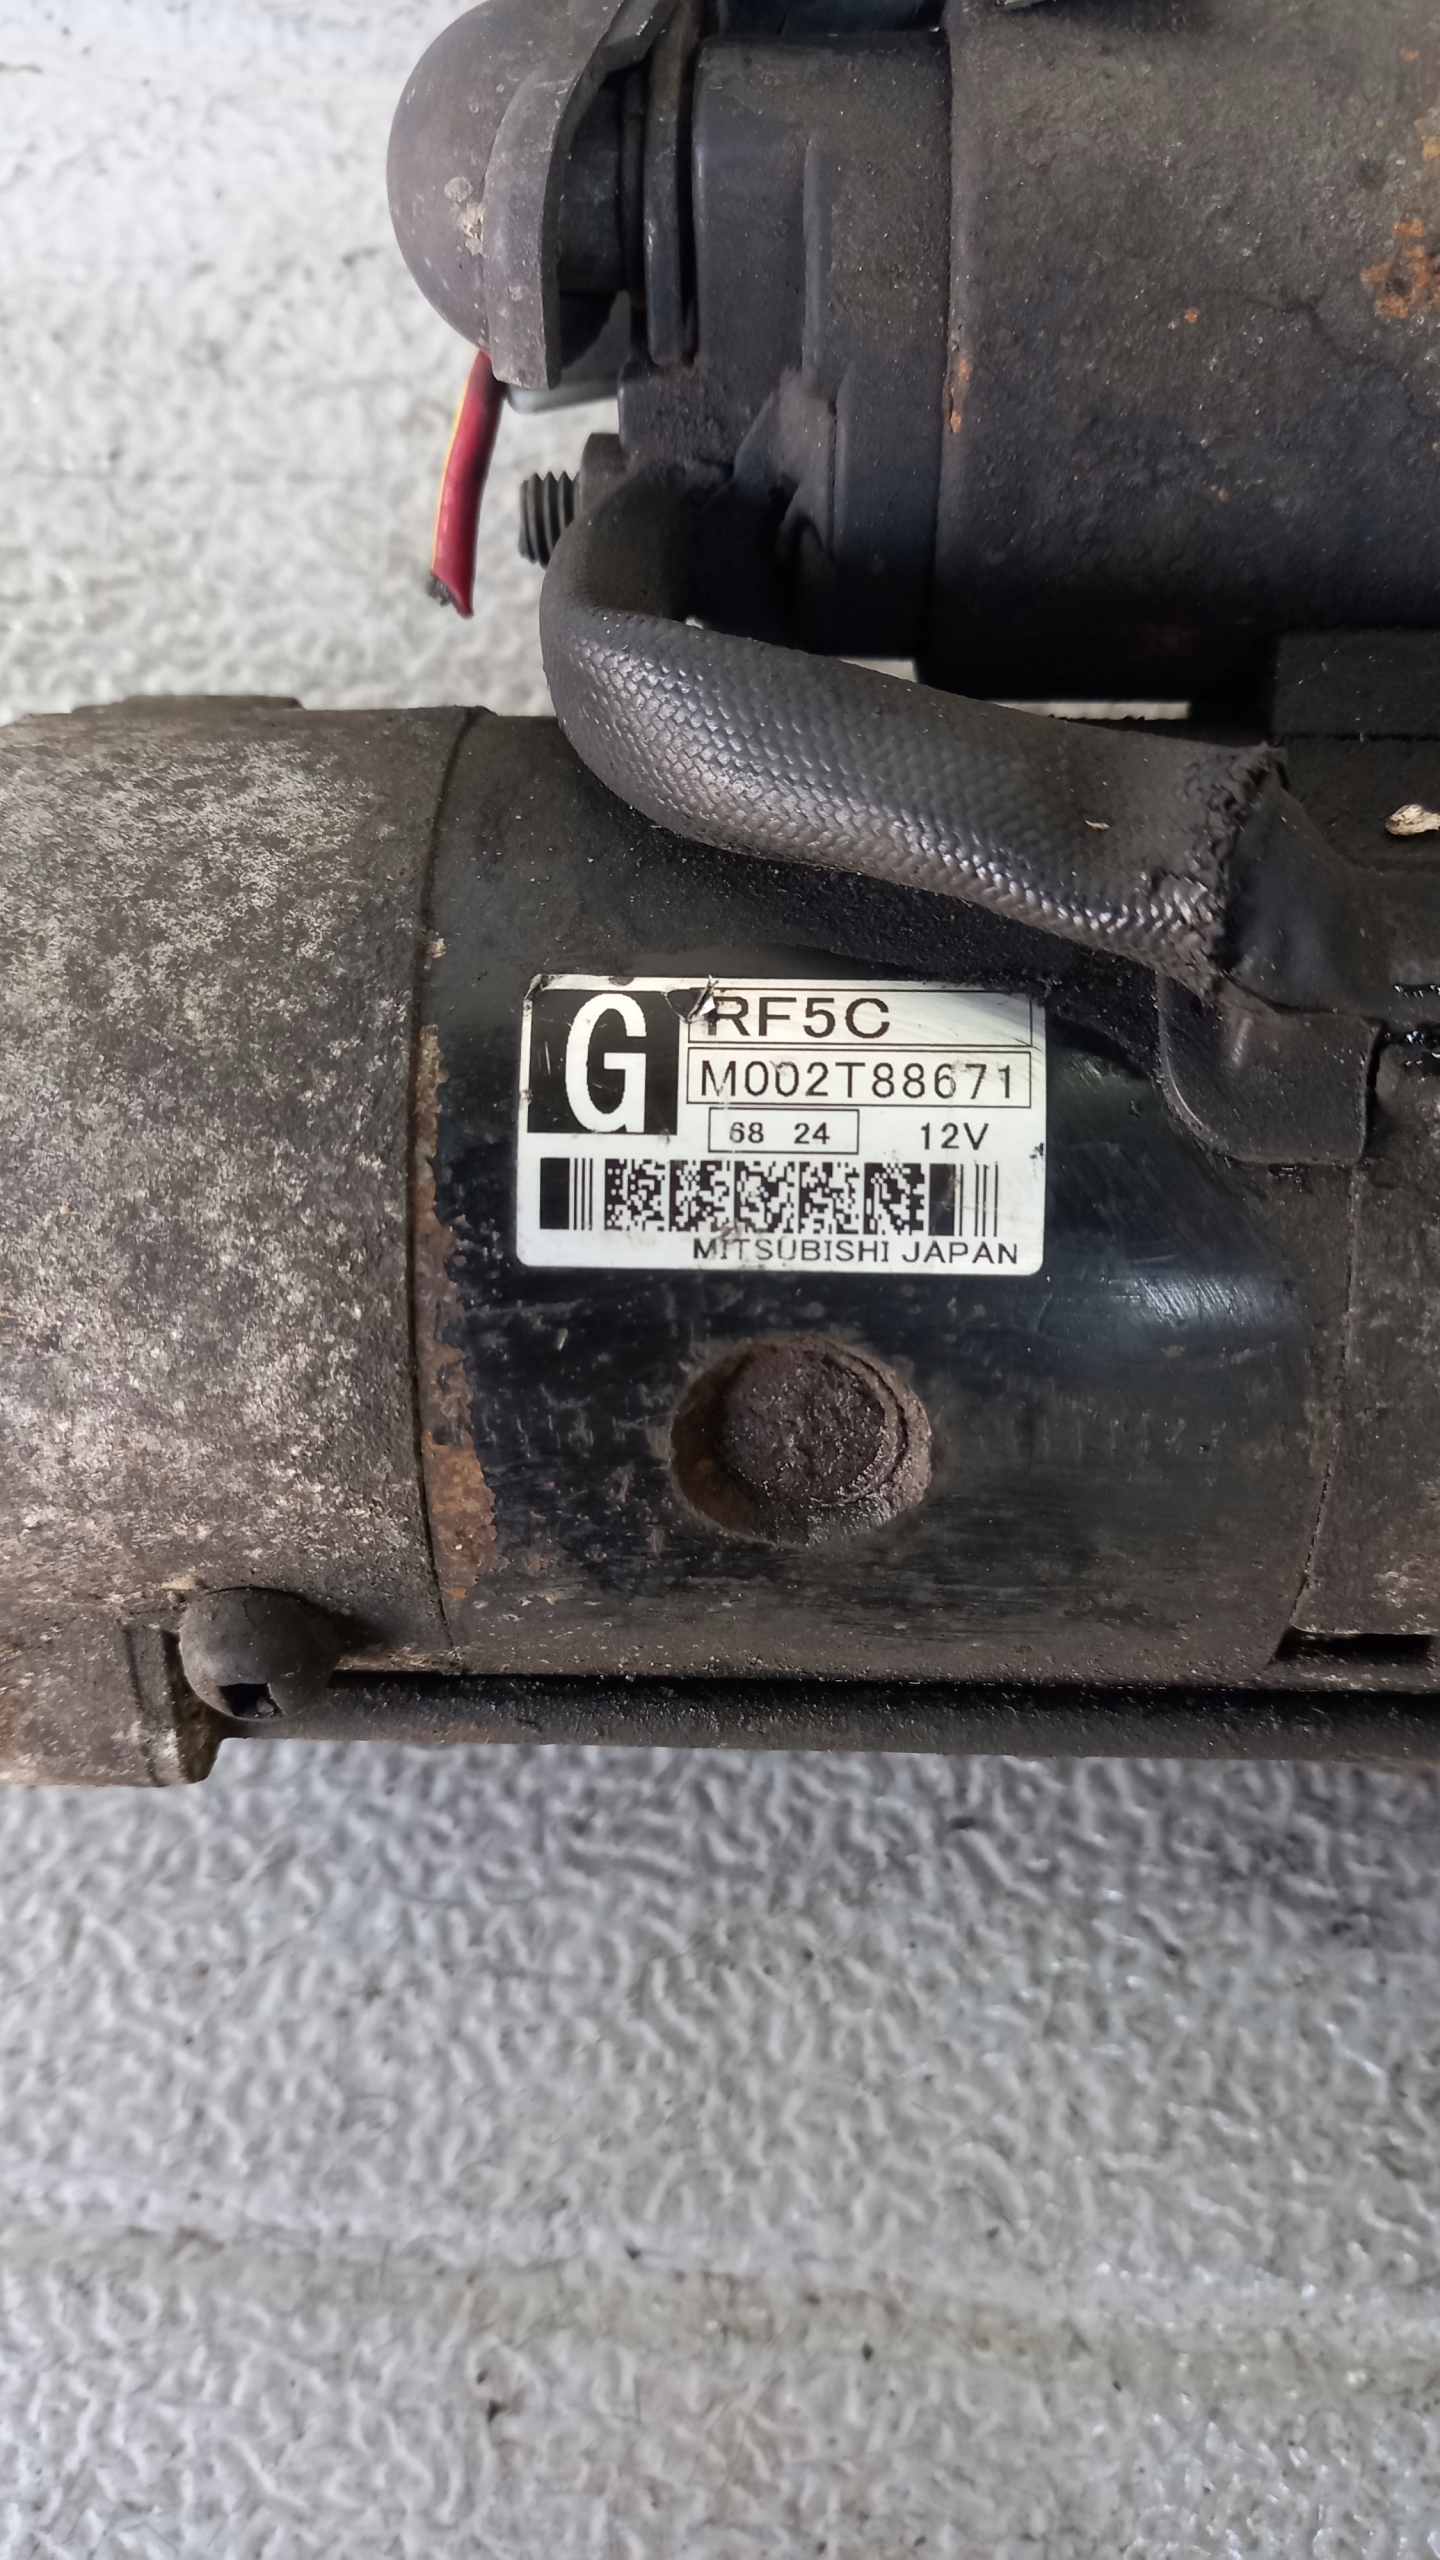 G
RF5C
M002T88671
68 24 12V
MITSUBISHI JAPAN